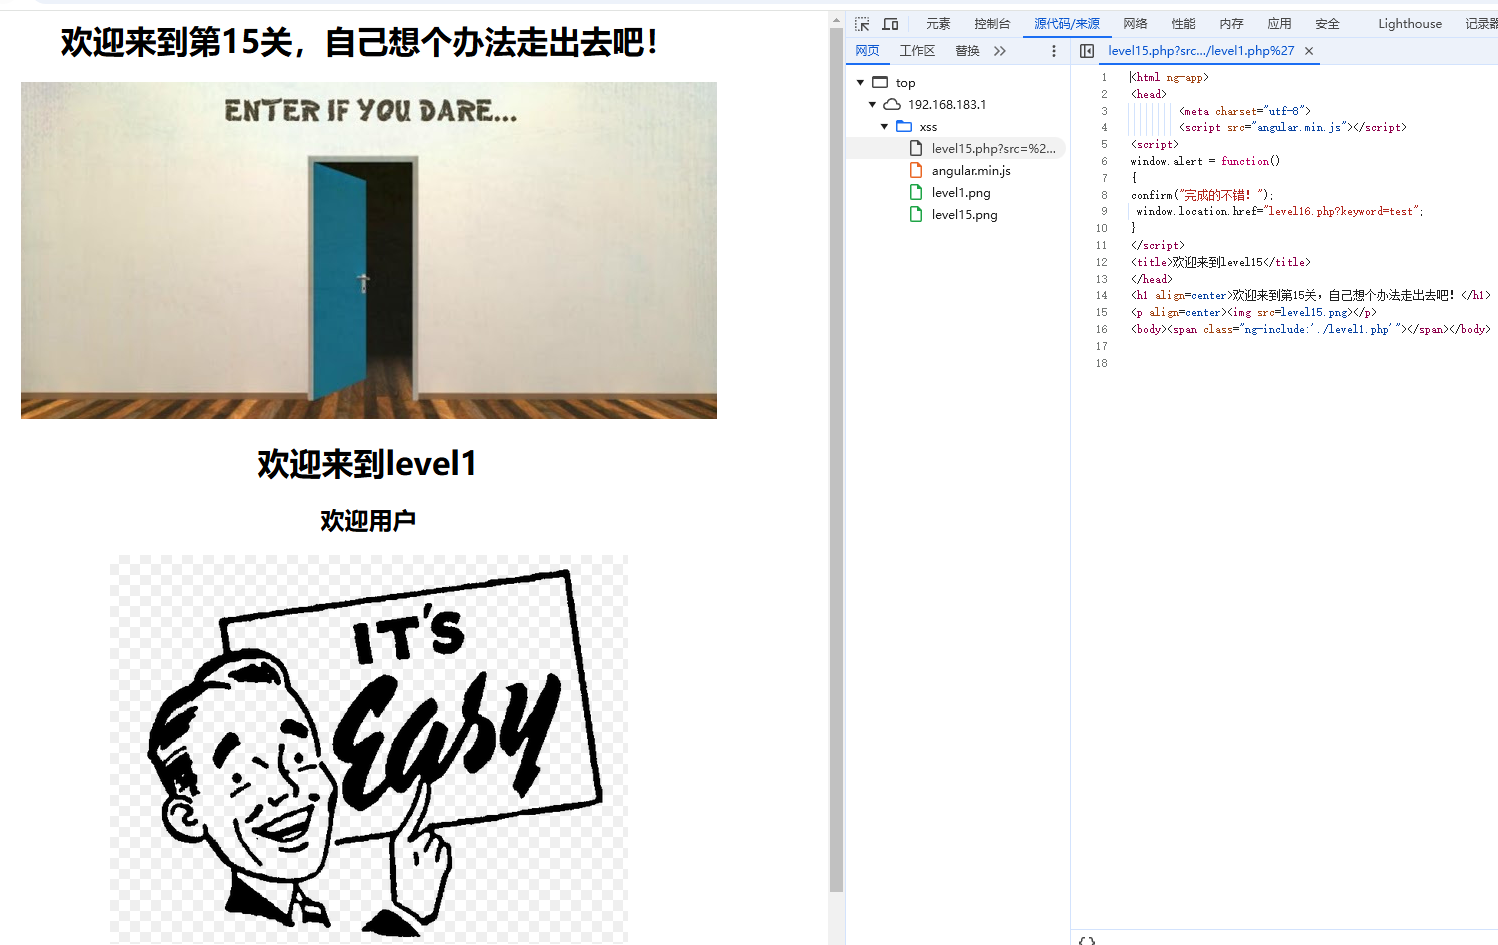 欢迎来到第15关，自己想个办法走出去吧！
ENTER IF YOU DARE...
欢迎来到level1
欢迎用户
IT'S
Easy
元素 控制台 源代码/来源 网络 性能 内存 应用 安全 Lighthouse 记录器
网页 工作区 替换
level15.php?src.../level1.php%27
top
192.168.183.1
xss
level15.php?src=%2...
angular.min.js
level1.png
level15.png
1 <html ng-app>
2 <head>
3 <meta charset="utf-8">
4 <script src="angular.min.js"></script>
5 <script>
6 window.alert = function()
7 {
8 confirm("完成的不错！");
9 window.location.href="level16.php?keyword=test";
10 }
11 </script>
12 <title>欢迎来到level15</title>
13 </head>
14 <h1 align=center>欢迎来到第15关，自己想个办法走出去吧！</h1>
15 <p align=center><img src=level15.png></p>
16 <body><span class="ng-include:'./level1.php'"></span></body>
17
18
{}